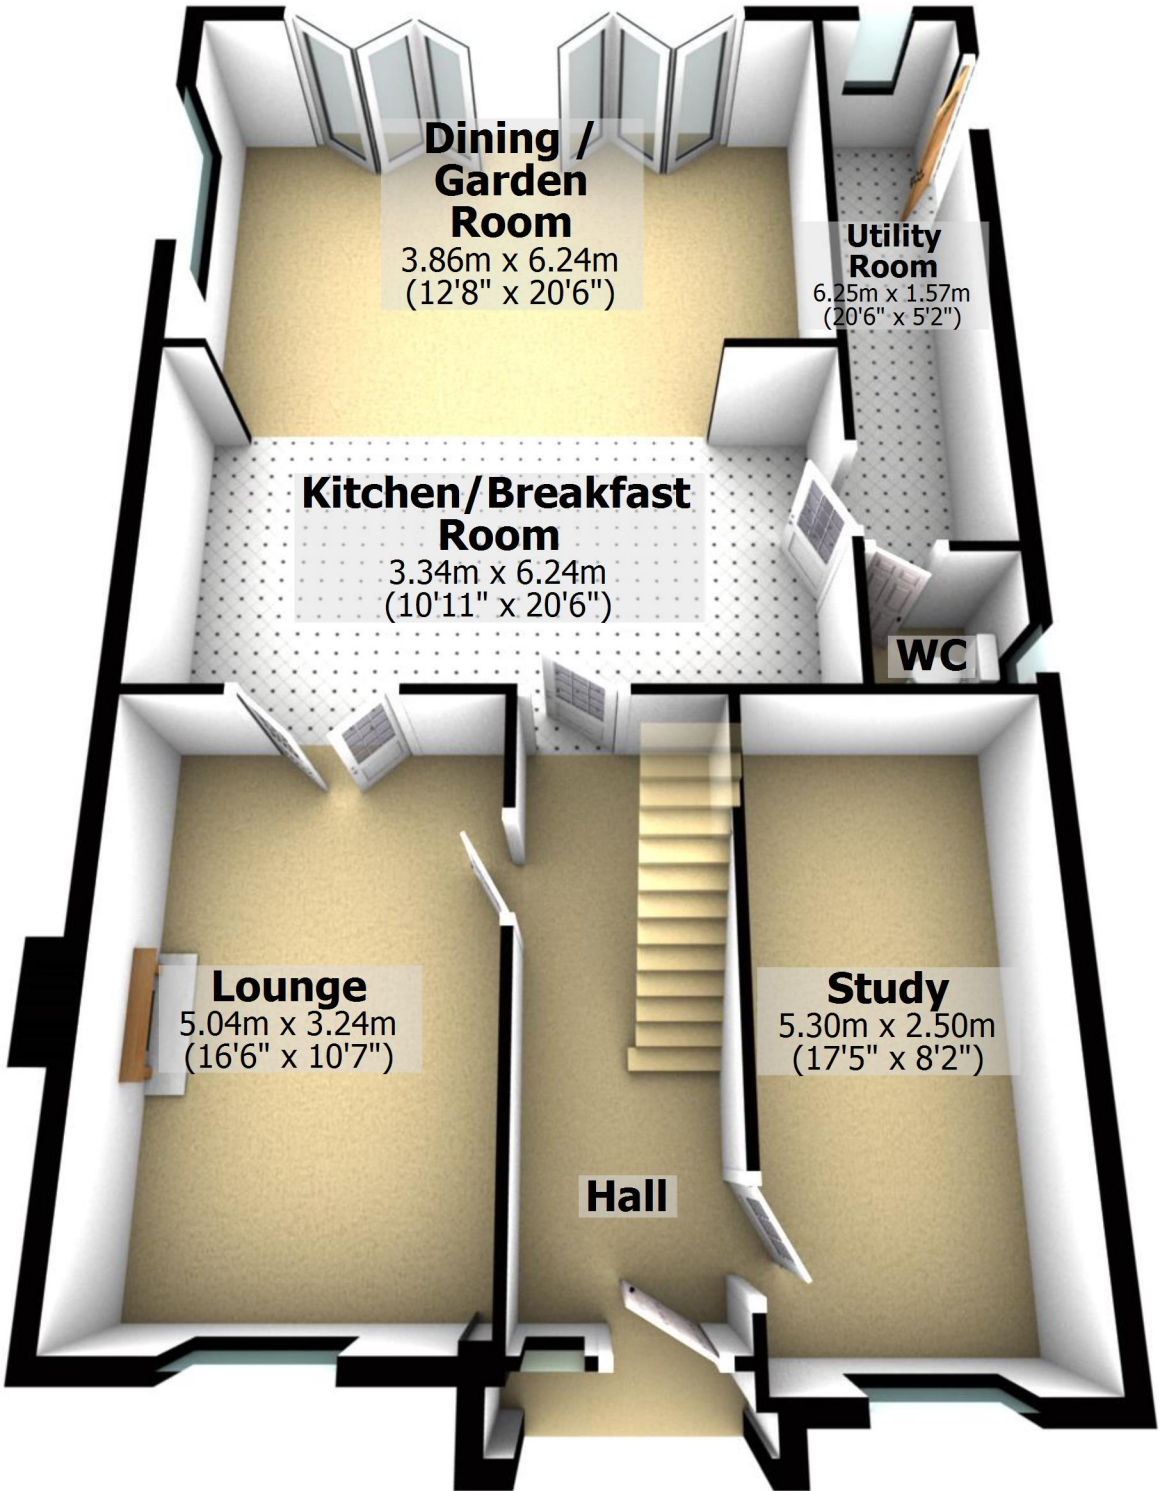 Dining /
Garden
Room
3.86m x 6.24m
(12'8" x 20'6")
Utility
Room
6.25m x 1.57m
(20'6" x 5'2")
Kitchen/Breakfast
Room
3.34m x 6.24m
(10'11" x 20'6")
WC
Lounge
5.04m x 3.24m
(16'6" x 10'7")
Study
5.30m x 2.50m
(17'5" x 8'2")
Hall